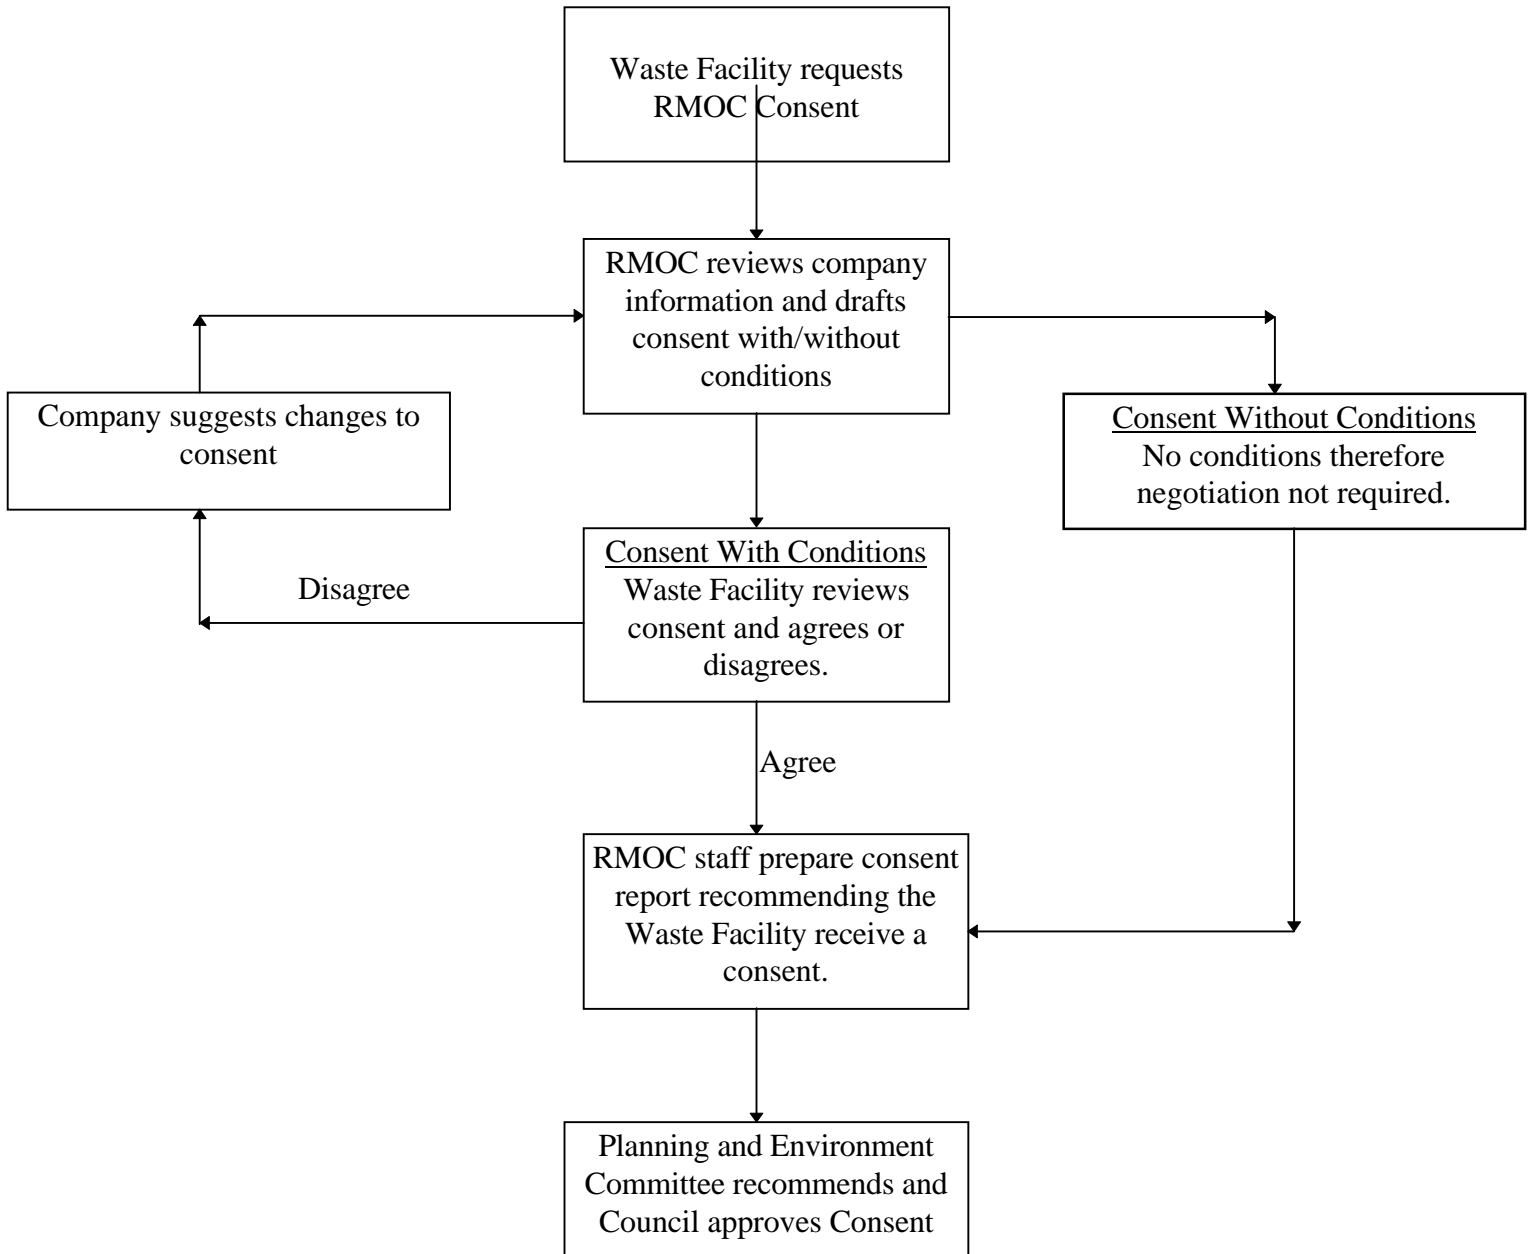 Waste Facility requests
RMOC Consent
RMOC reviews company
information and drafts
consent with/without
conditions
Company suggests changes to
consent
Consent Without Conditions
No conditions therefore
negotiation not required.
Consent With Conditions
Waste Facility reviews
consent and agrees or
disagrees.
Disagree
Agree
RMOC staff prepare consent
report recommending the
Waste Facility receive a
consent.
Planning and Environment
Committee recommends and
Council approves Consent